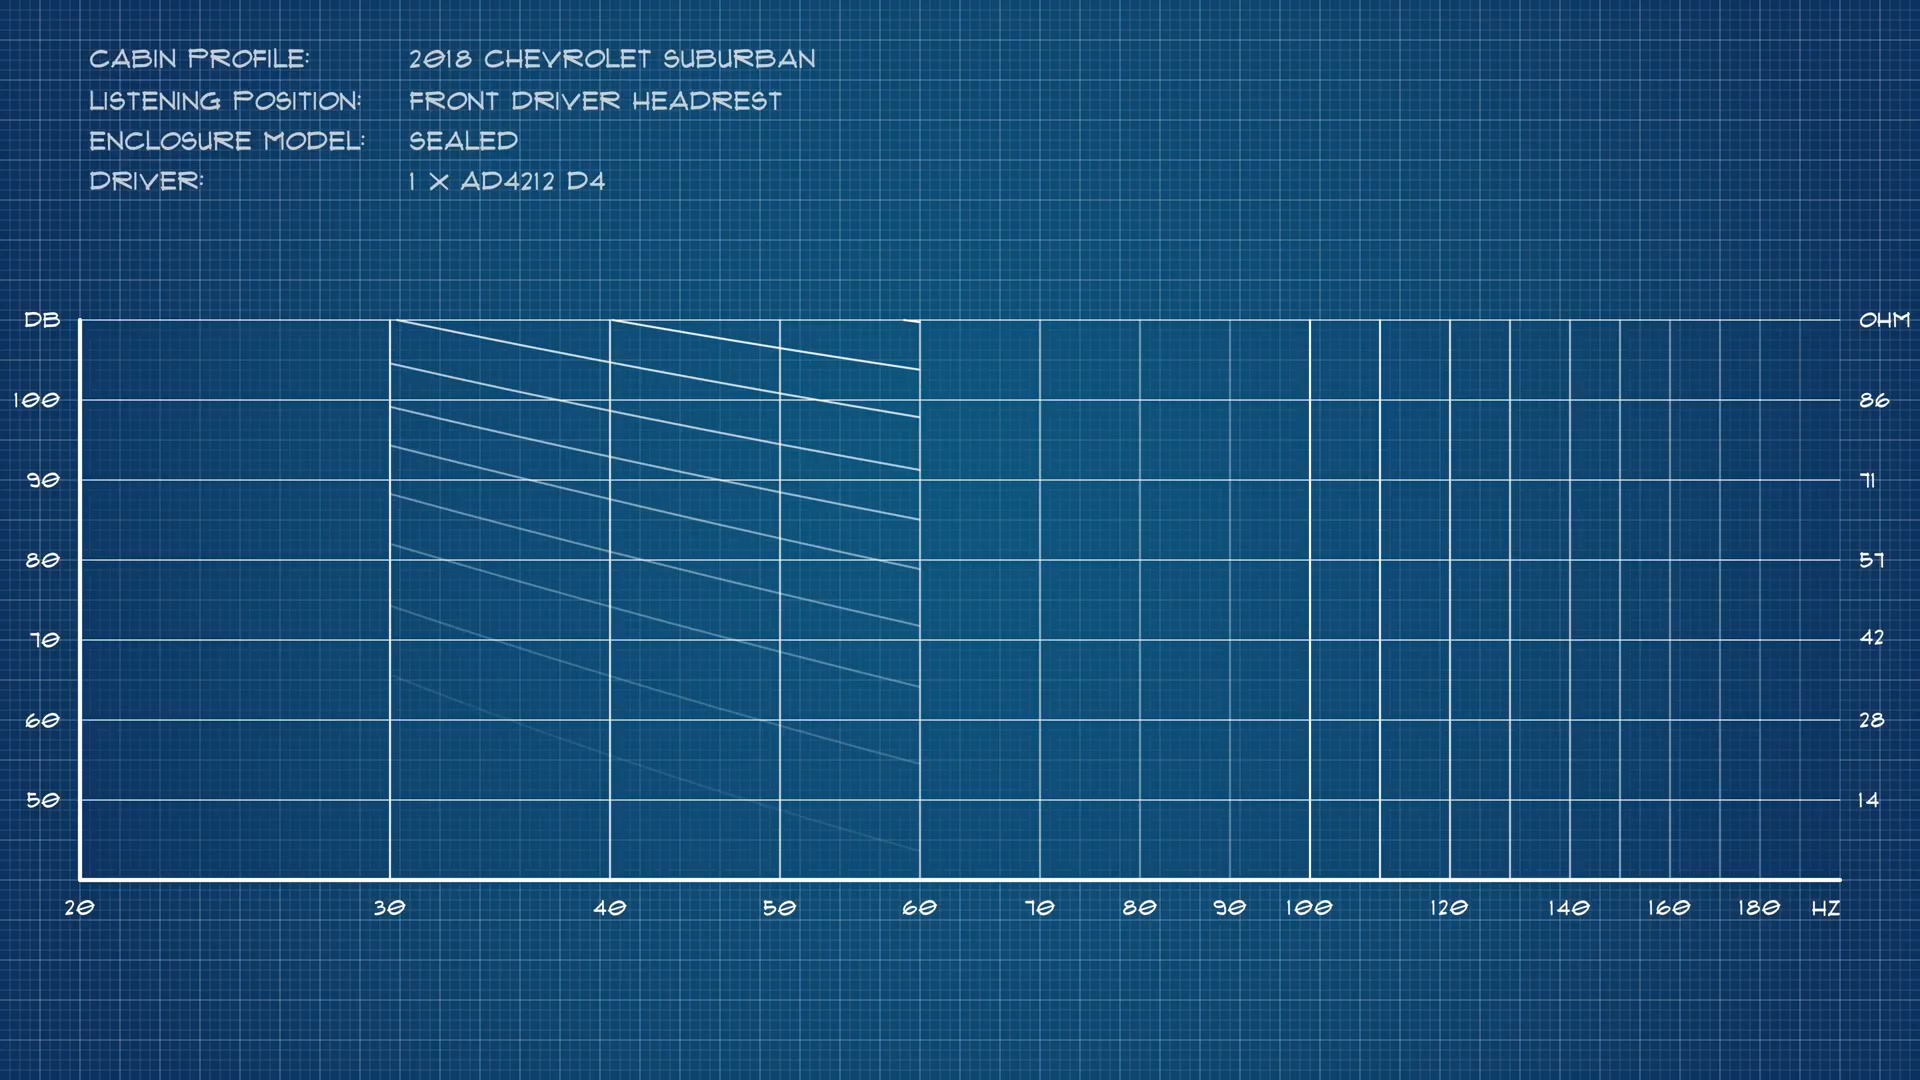 CABIN PROFILE: 2018 CHEVROLET SUBURBAN
LISTENING POSITION: FRONT DRIVER HEADREST
ENCLOSURE MODEL: SEALED
DRIVER: 1 X AD4212 D4
DB OHM
100 86
90 71
80 57
70 42
60 28
50 14
20 30 40 50 60 70 80 90 100 120 140 160 180 HZ